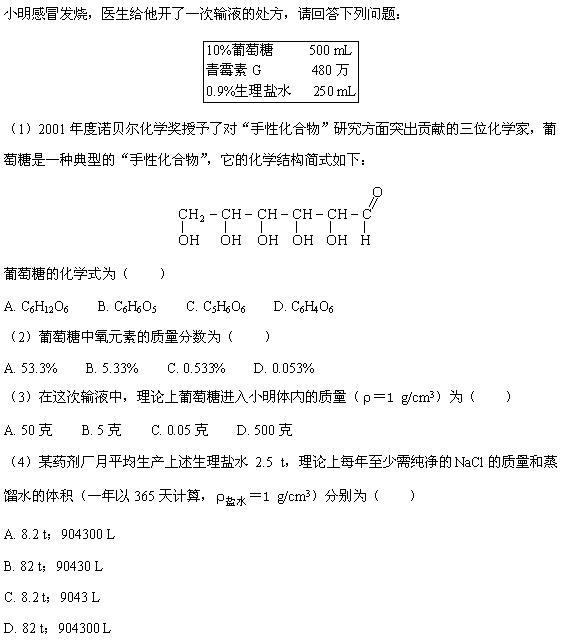 小明感冒发烧，医生给他开了一次输液的处方，请回答下列问题：
10%葡萄糖 500 mL
青霉素 G 480 万
0.9%生理盐水 250 mL
（1）2001 年度诺贝尔化学奖授予了对“手性化合物”研究方面突出贡献的三位化学家，葡
萄糖是一种典型的“手性化合物”，它的化学结构简式如下：
O
CH₂－CH－CH－CH－CH－C
OH OH OH OH OH H
葡萄糖的化学式为（ ）
A. C₆H₁₂O₆ B. C₆H₆O₅ C. C₅H₆O₆ D. C₆H₄O₆
（2）葡萄糖中氧元素的质量分数为（ ）
A. 53.3% B. 5.33% C. 0.533% D. 0.053%
（3）在这次输液中，理论上葡萄糖进入小明体内的质量（ρ＝1 g/cm³）为（ ）
A. 50 克 B. 5 克 C. 0.05 克 D. 500 克
（4）某药剂厂月平均生产上述生理盐水 2.5 t，理论上每年至少需纯净的 NaCl 的质量和蒸
馏水的体积（一年以 365 天计算，ρ盐水＝1 g/cm³）分别为（ ）
A. 8.2 t；904300 L
B. 82 t；90430 L
C. 8.2 t；9043 L
D. 82 t；904300 L